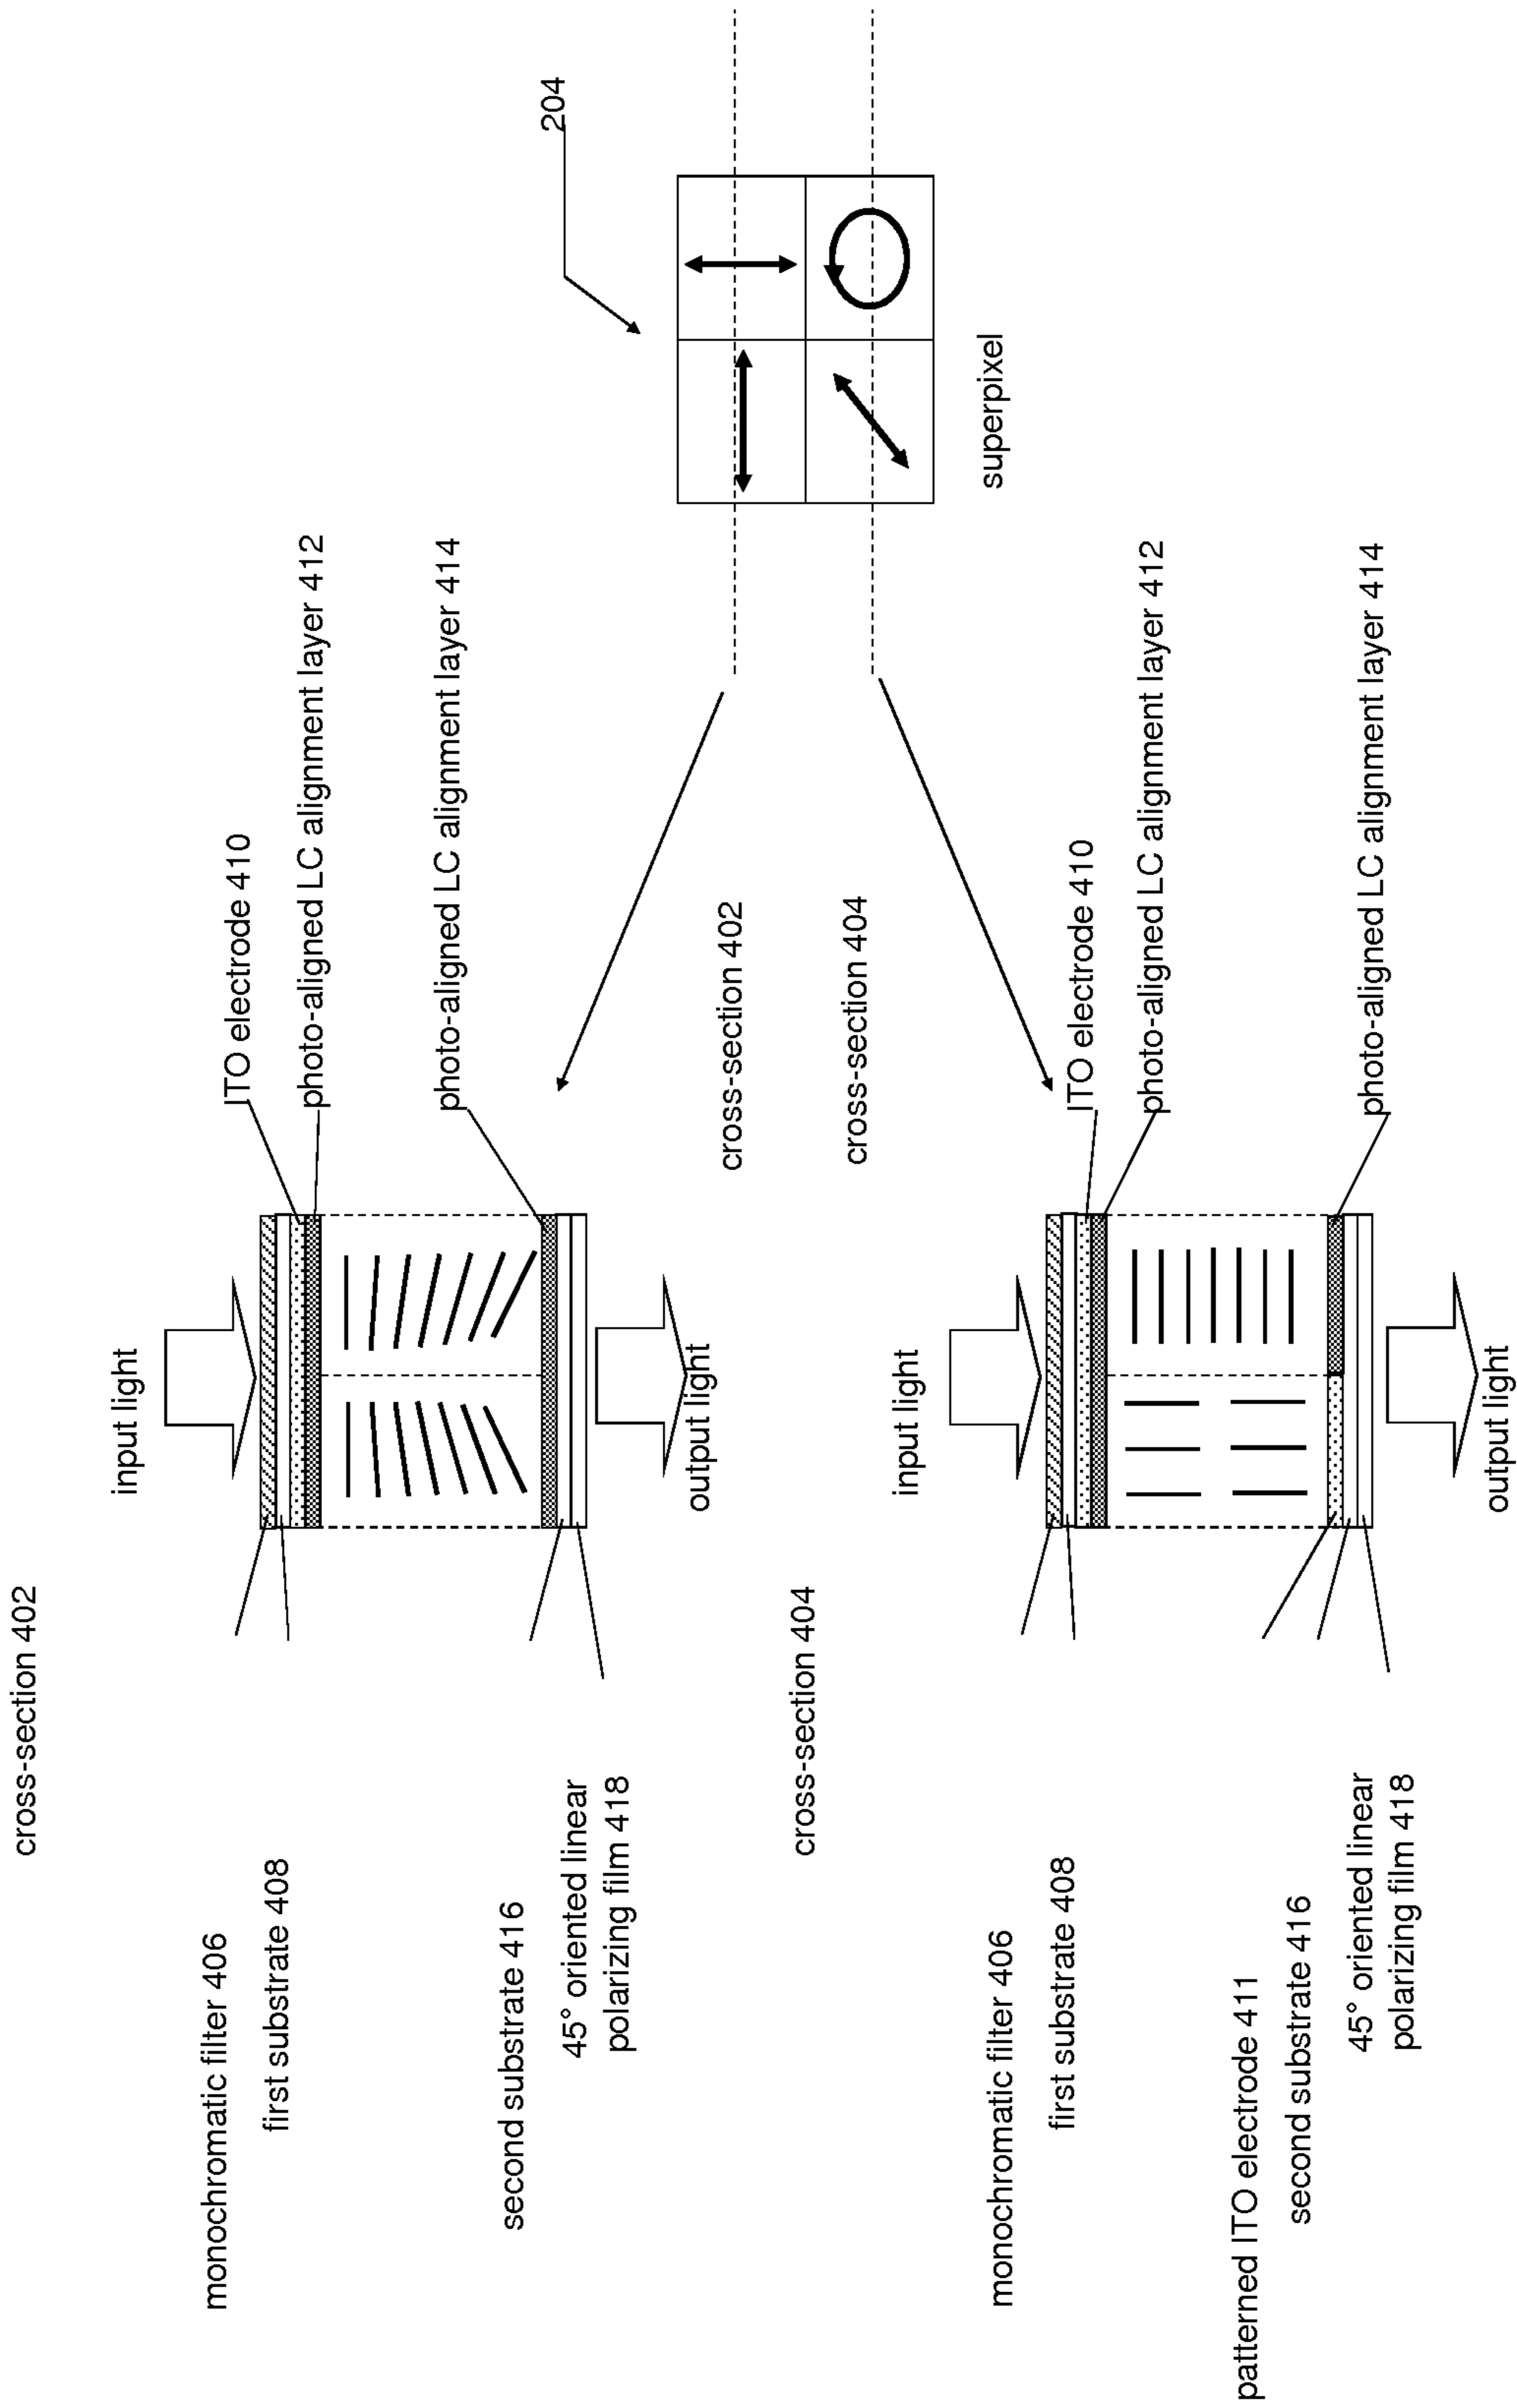 cross-section 402
input light
monochromatic filter 406
first substrate 408
ITO electrode 410
photo-aligned LC alignment layer 412
photo-aligned LC alignment layer 414
second substrate 416
45° oriented linear
polarizing film 418
output light
cross-section 402
cross-section 404
204
superpixel
cross-section 404
input light
monochromatic filter 406
first substrate 408
ITO electrode 410
photo-aligned LC alignment layer 412
photo-aligned LC alignment layer 414
patterned ITO electrode 411
second substrate 416
45° oriented linear
polarizing film 418
output light